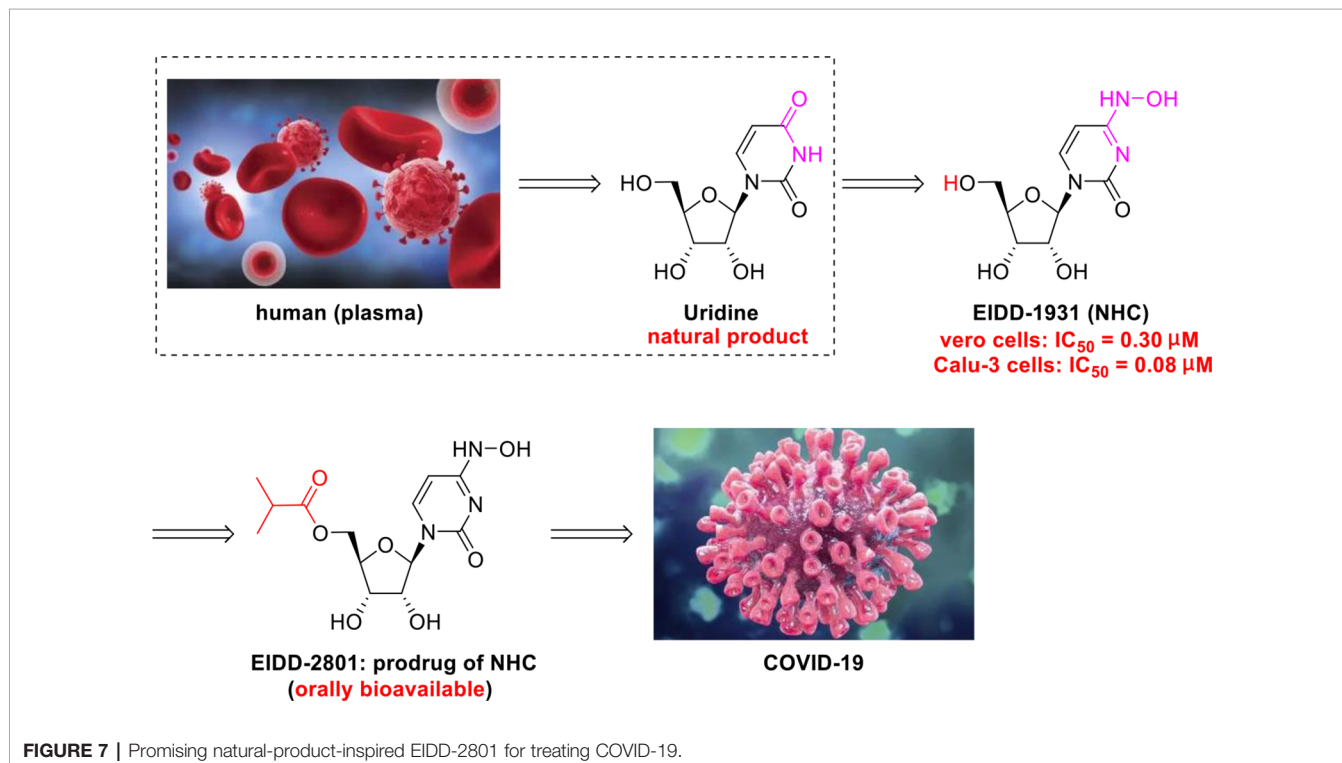 O
NH
N
O
O
HO
HO
OH
HN-OH
N
N
O
O
HO
HO
OH
human (plasma)
Uridine
natural product
EIDD-1931 (NHC)
vero cells: IC50 = 0.30 μM
Calu-3 cells: IC50 = 0.08 μM
HN-OH
O
N
N
O
O
O
HO
OH
EIDD-2801: prodrug of NHC
(orally bioavailable)
COVID-19
FIGURE 7 | Promising natural-product-inspired EIDD-2801 for treating COVID-19.